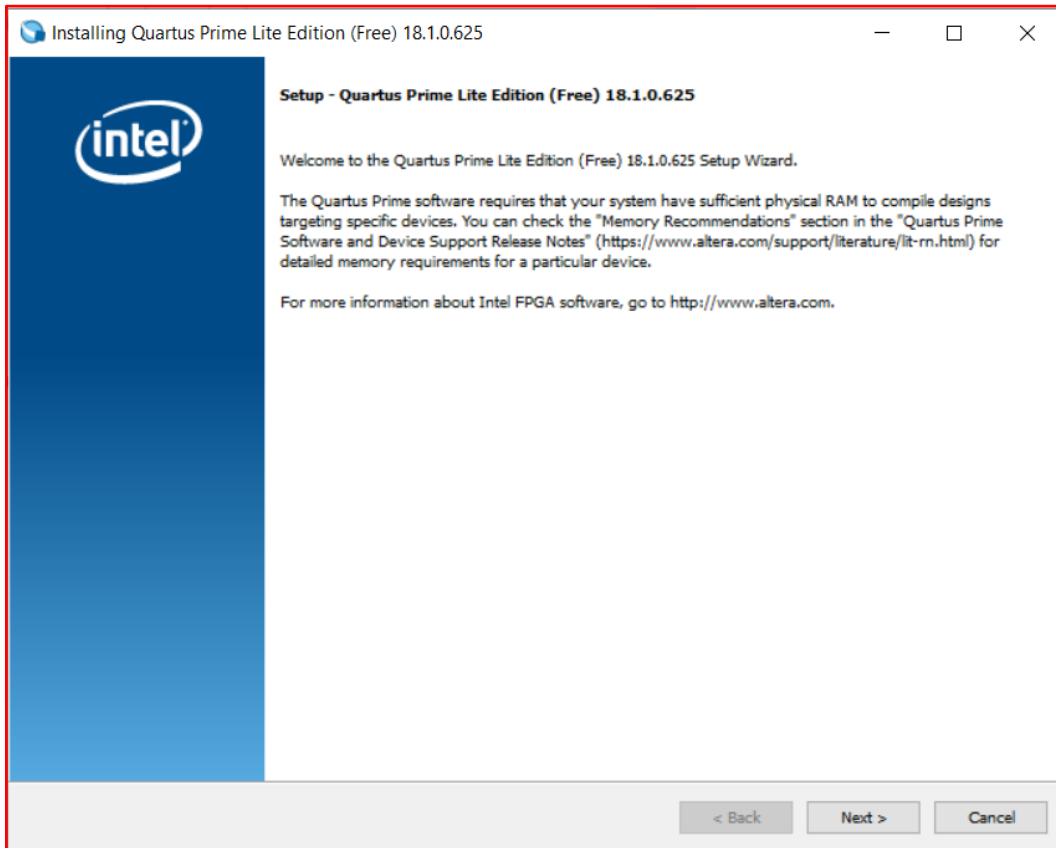 Installing Quartus Prime Lite Edition (Free) 18.1.0.625
intel
Setup - Quartus Prime Lite Edition (Free) 18.1.0.625
Welcome to the Quartus Prime Lite Edition (Free) 18.1.0.625 Setup Wizard.
The Quartus Prime software requires that your system have sufficient physical RAM to compile designs
targeting specific devices. You can check the "Memory Recommendations" section in the "Quartus Prime
Software and Device Support Release Notes" (https://www.altera.com/support/literature/lit-rn.html) for
detailed memory requirements for a particular device.
For more information about Intel FPGA software, go to http://www.altera.com.
< Back
Next >
Cancel